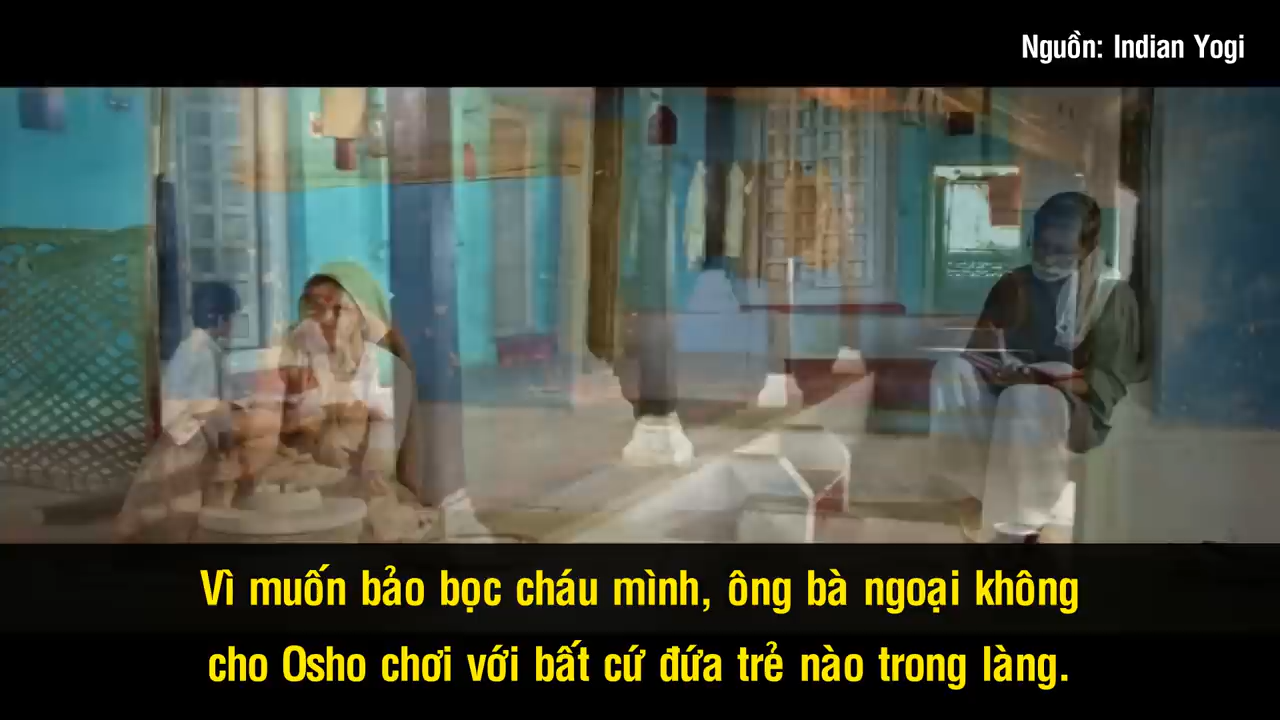 Nguồn: Indian Yogi
Vì muốn bảo bọc cháu mình, ông bà ngoại không
cho Osho chơi với bất cứ đứa trẻ nào trong làng.